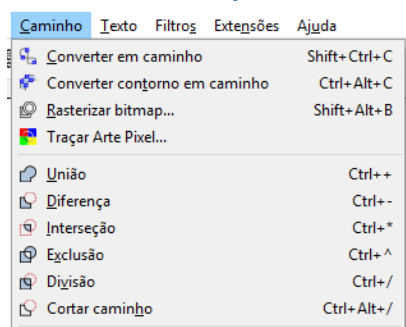 Caminho Texto Filtros Extensões Ajuda
Converter em caminho Shift+Ctrl+C
Converter contorno em caminho Ctrl+Alt+C
Rasterizar bitmap... Shift+Alt+B
Traçar Arte Pixel...
União Ctrl++
Diferença Ctrl+-
Interseção Ctrl+*
Exclusão Ctrl+^
Divisão Ctrl+/
Cortar caminho Ctrl+Alt+/